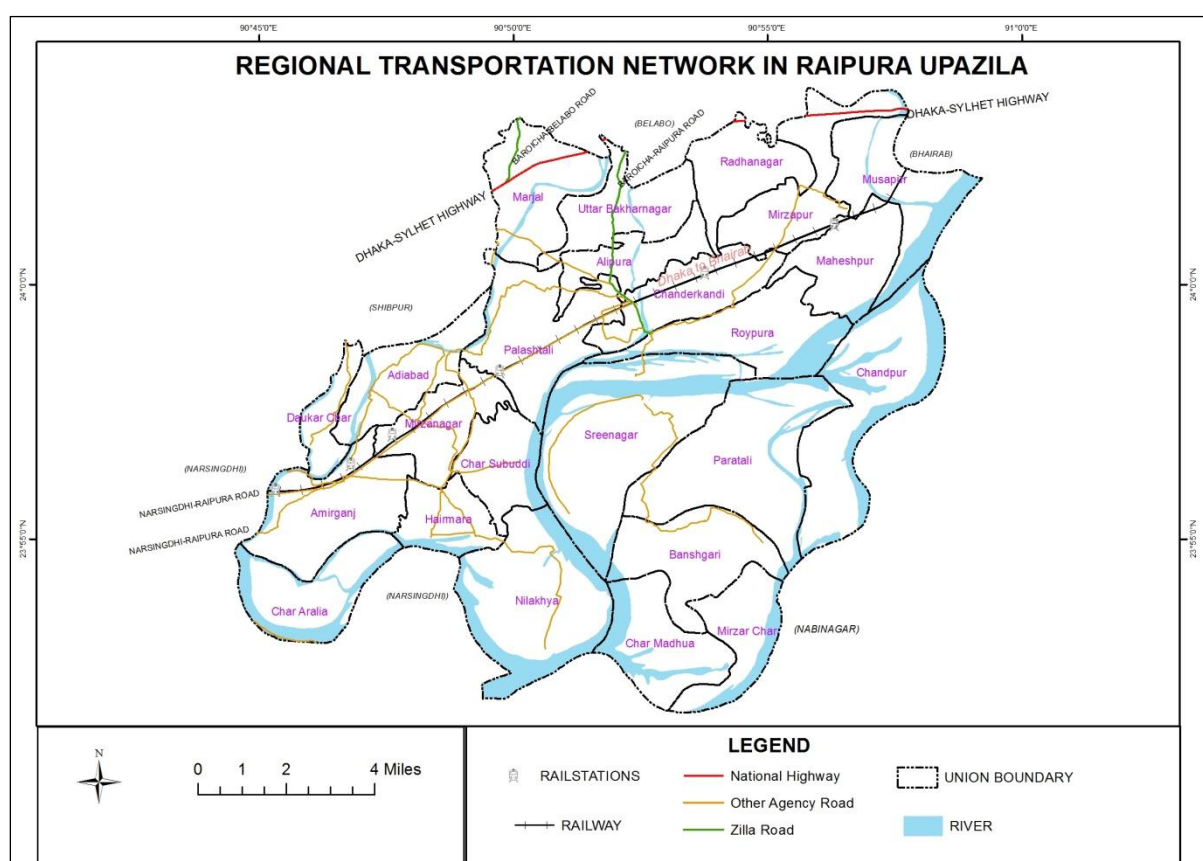 90°45'0"E
90°50'0"E
90°55'0"E
91°0'0"E
REGIONAL TRANSPORTATION NETWORK IN RAIPURA UPAZILA
BAROICHA-BELABO ROAD
(BELABO)
BAROICHA-RAIPURA ROAD
DHAKA-SYLHET HIGHWAY
Radhanagar
(BHAIRAB)
Musapur
Marjal
Uttar Bakharnagar
Mirzapur
DHAKA-SYLHET HIGHWAY
Alipura
Dhaka to Bhairab
Maheshpur
24°0'0"N
24°0'0"N
Chanderkandi
(SHIBPUR)
Roypura
Palashtali
Adiabad
Chandpur
Daukar Char
Mirzanagar
Sreenagar
Char Subuddi
Paratali
(NARSINGDHI))
NARSINGDHI-RAIPURA ROAD
Amirganj
Hairmara
NARSINGDHI-RAIPURA ROAD
23°55'0"N
23°55'0"N
Banshgari
(NARSINGDHI))
Nilakhya
Char Aralia
Mirzar Char
(NABINAGAR)
Char Madhua
N
0 1 2 4 Miles
LEGEND
RAILSTATIONS
National Highway
UNION BOUNDARY
Other Agency Road
RAILWAY
Zilla Road
RIVER